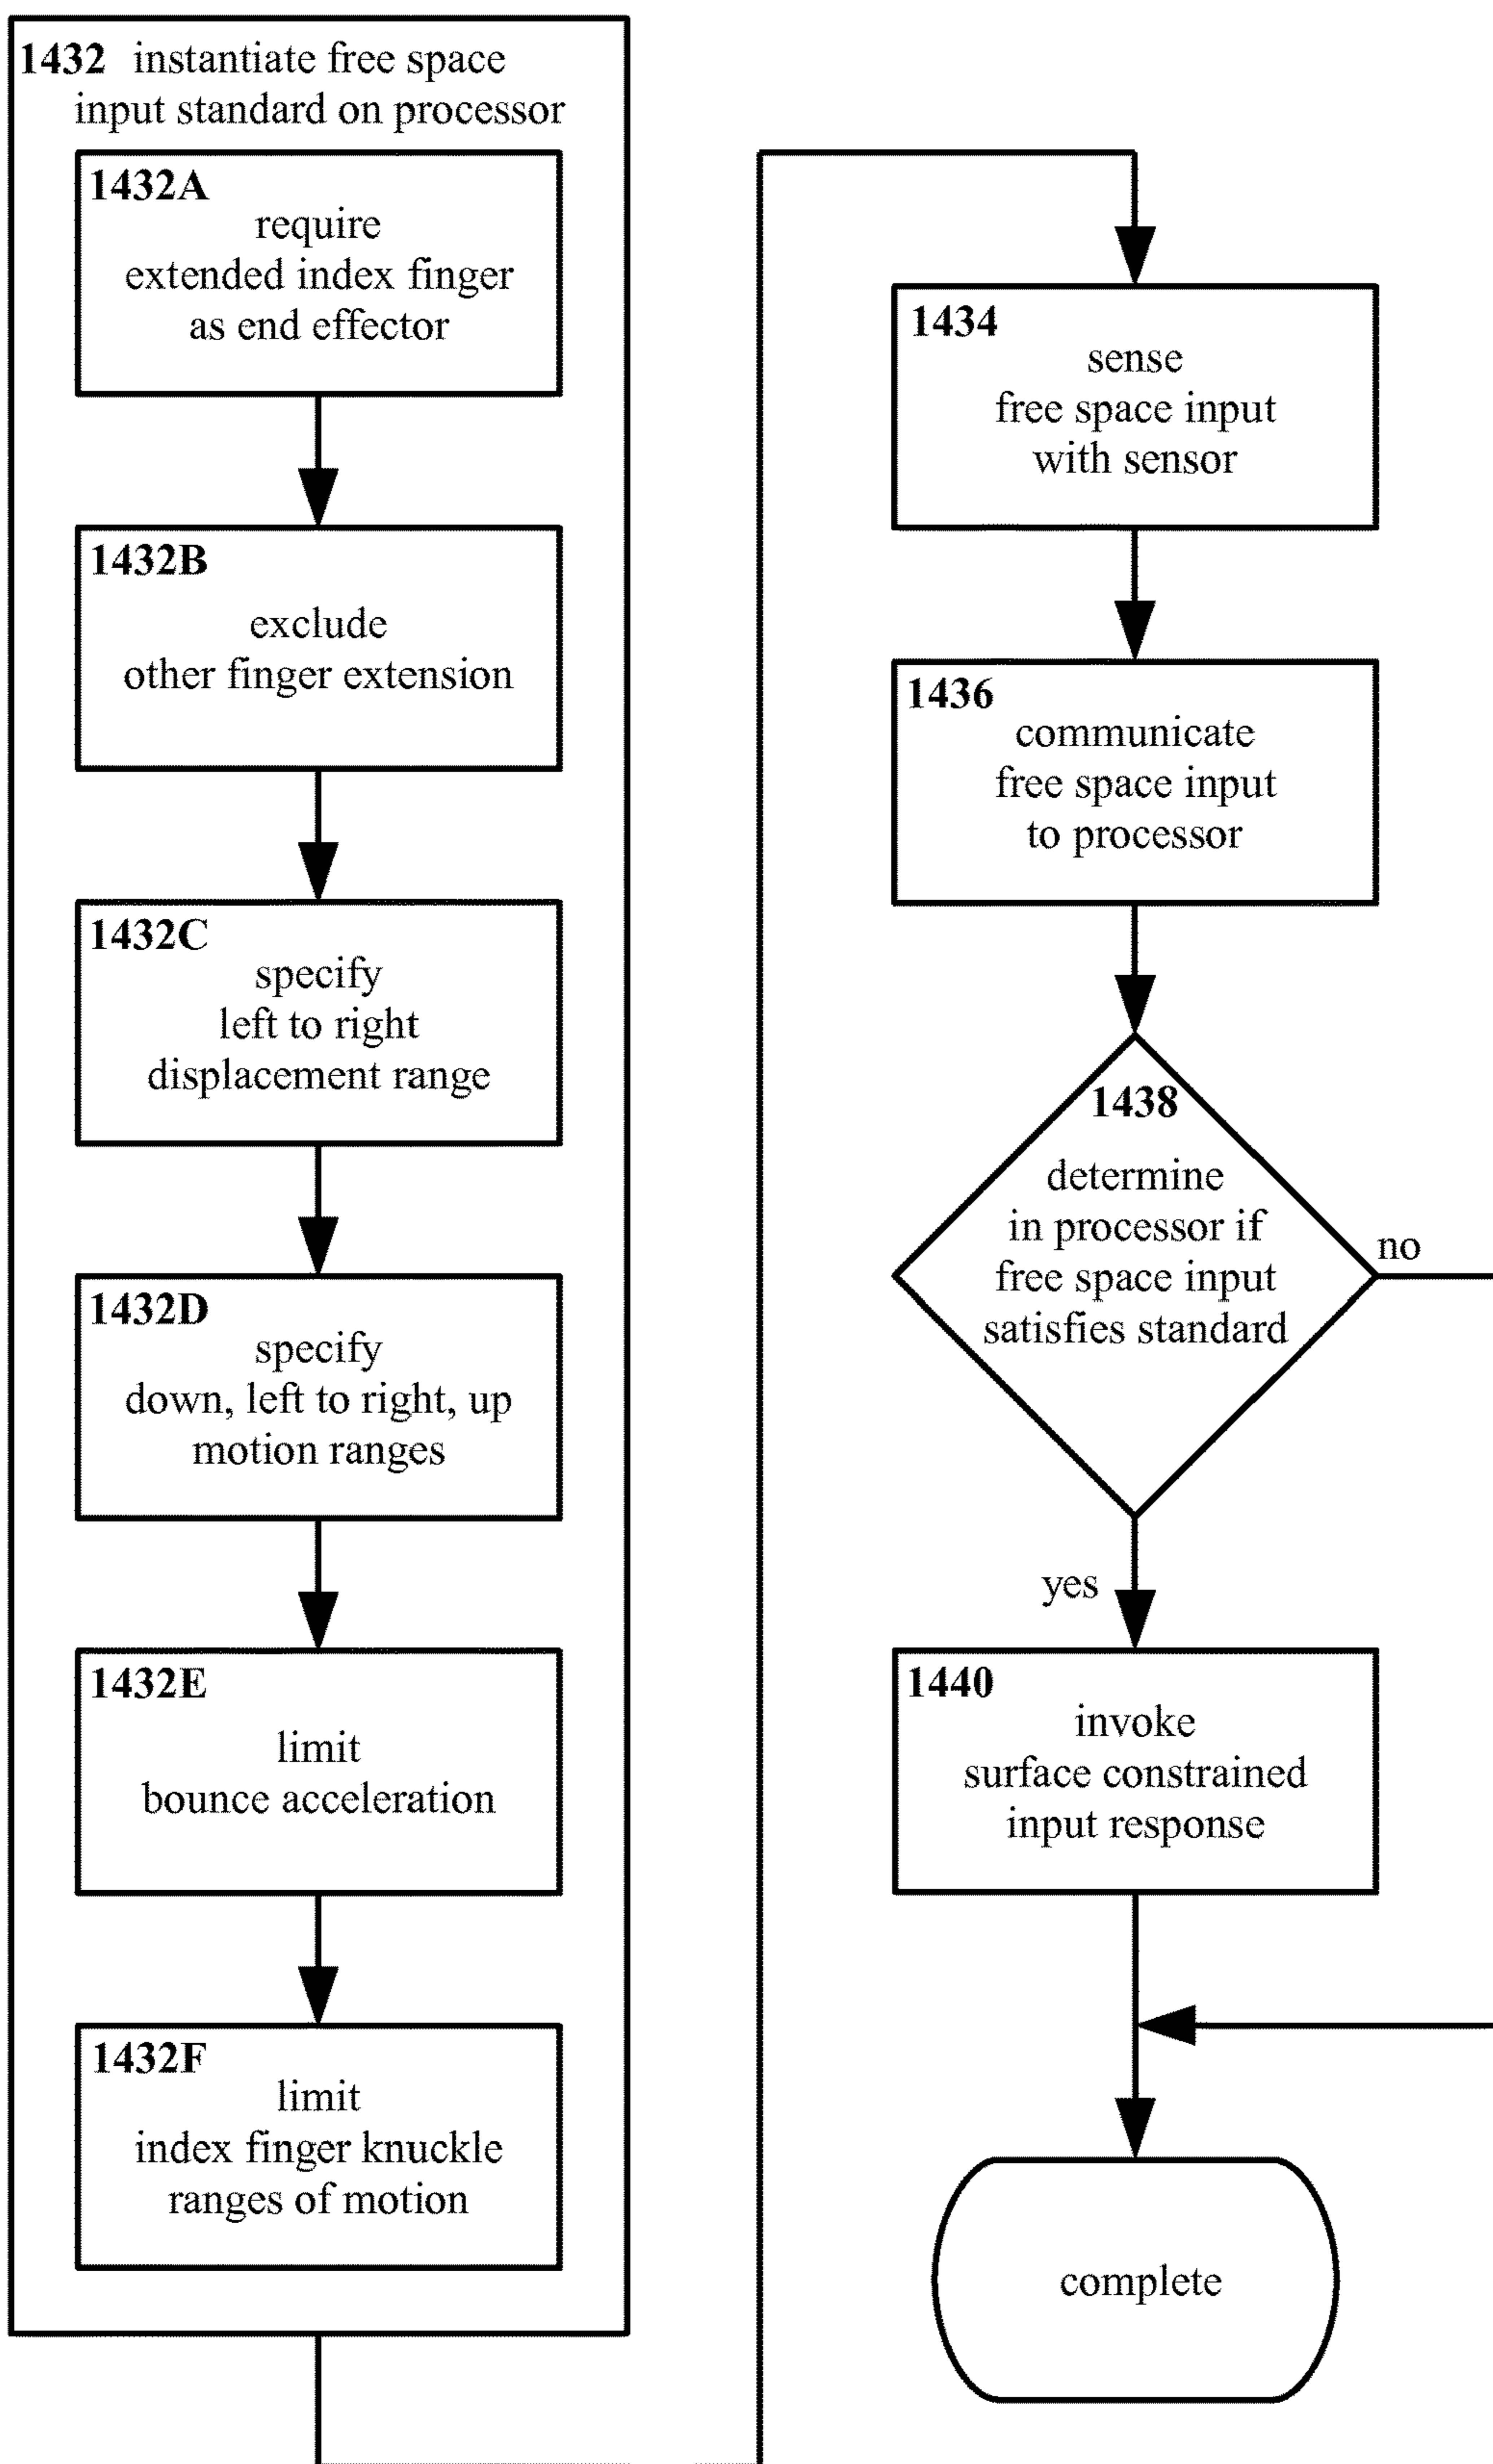 1432 instantiate free space
input standard on processor
1432A
require
extended index finger
as end effector
1432B
exclude
other finger extension
1432C
specify
left to right
displacement range
1432D
specify
down, left to right, up
motion ranges
1432E
limit
bounce acceleration
1432F
limit
index finger knuckle
ranges of motion
1434
sense
free space input
with sensor
1436
communicate
free space input
to processor
1438
determine
in processor if
free space input
satisfies standard
no
yes
1440
invoke
surface constrained
input response
complete